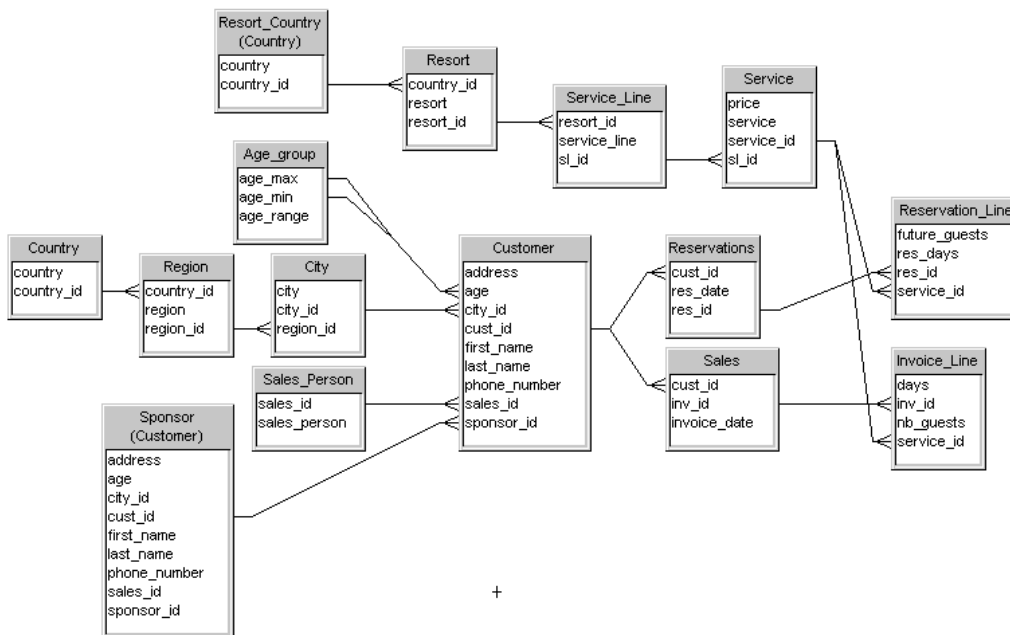 Resort_Country
(Country)
country
country_id
Resort
country_id
resort
resort_id
Service_Line
resort_id
service_line
sl_id
Service
price
service
service_id
sl_id
Age_group
age_max
age_min
age_range
Reservation_Line
future_guests
res_days
res_id
service_id
Country
country
country_id
Region
country_id
region
region_id
City
city
city_id
region_id
Customer
address
age
city_id
cust_id
first_name
last_name
phone_number
sales_id
sponsor_id
Reservations
cust_id
res_date
res_id
Sales
cust_id
inv_id
invoice_date
Invoice_Line
days
inv_id
nb_guests
service_id
Sales_Person
sales_id
sales_person
Sponsor
(Customer)
address
age
city_id
cust_id
first_name
last_name
phone_number
sales_id
sponsor_id